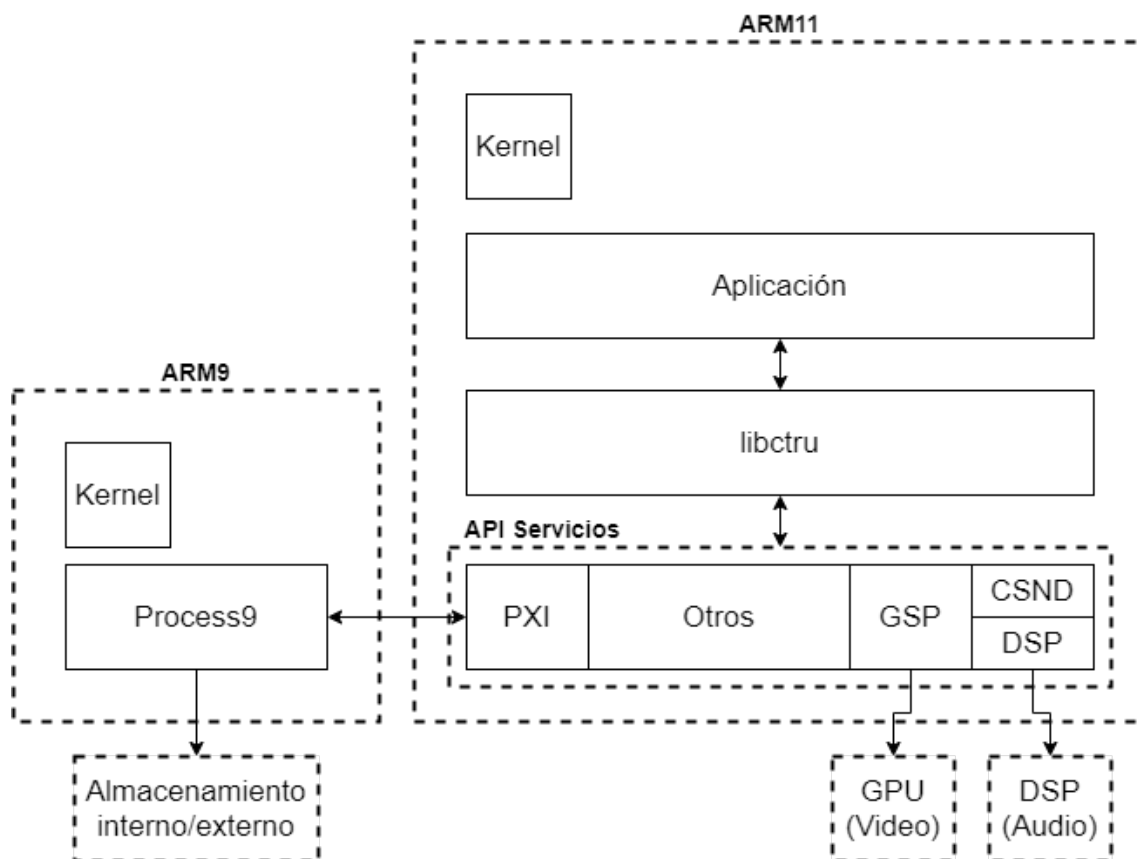 ARM11
Kernel
Aplicación
ARM9
libctru
Kernel
API Servicios
Process9
PXI
Otros
GSP
CSND
DSP
Almacenamiento
interno/externo
GPU
(Video)
DSP
(Audio)